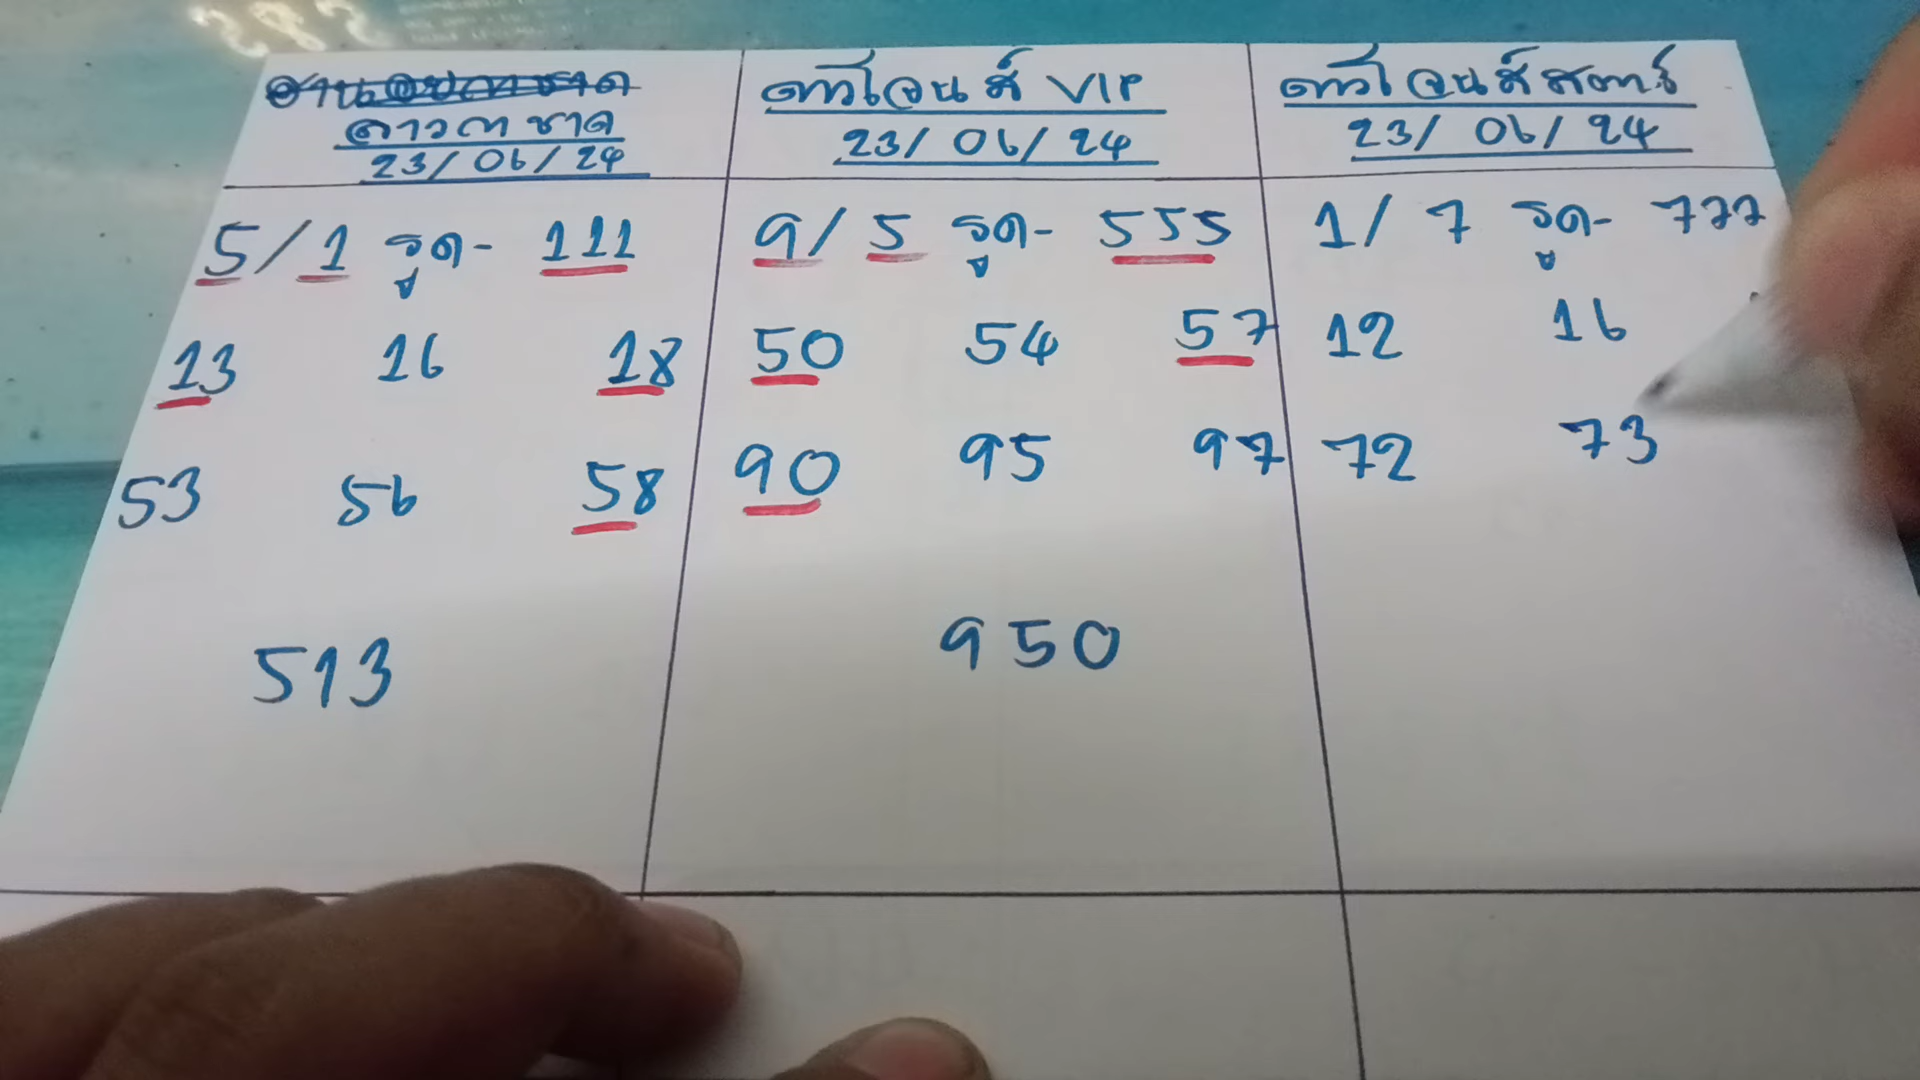 ลาวกาชาด
23/06/24
5/1 รูด- 111
13 16 18
53 56 58
513
ดาวโจนส์ VIP
23/06/24
9/5 รูด- 555
50 54 57
90 95 97
950
ดาวโจนส์สตาร์
23/06/24
1/7 รูด- 777
12 16
72 73